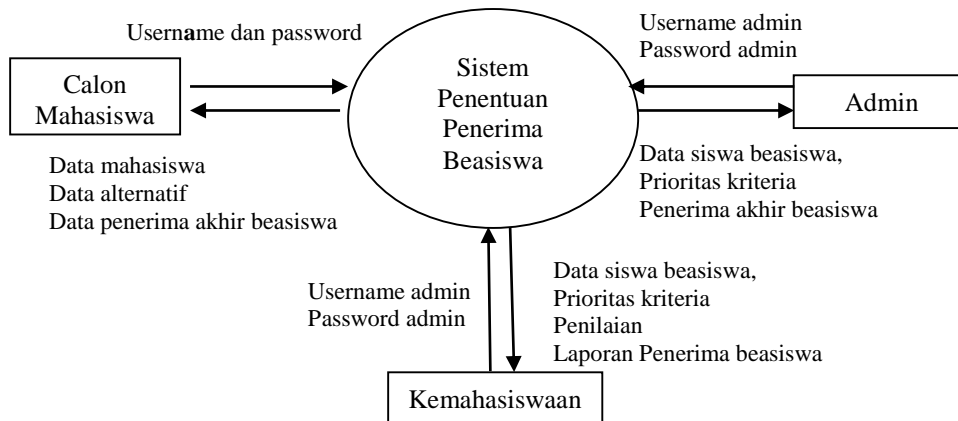 Username dan password
Calon
Mahasiswa
Data mahasiswa
Data alternatif
Data penerima akhir beasiswa
Sistem
Penentuan
Penerima
Beasiswa
Username admin
Password admin
Admin
Data siswa beasiswa,
Prioritas kriteria
Penerima akhir beasiswa
Username admin
Password admin
Data siswa beasiswa,
Prioritas kriteria
Penilaian
Laporan Penerima beasiswa
Kemahasiswaan